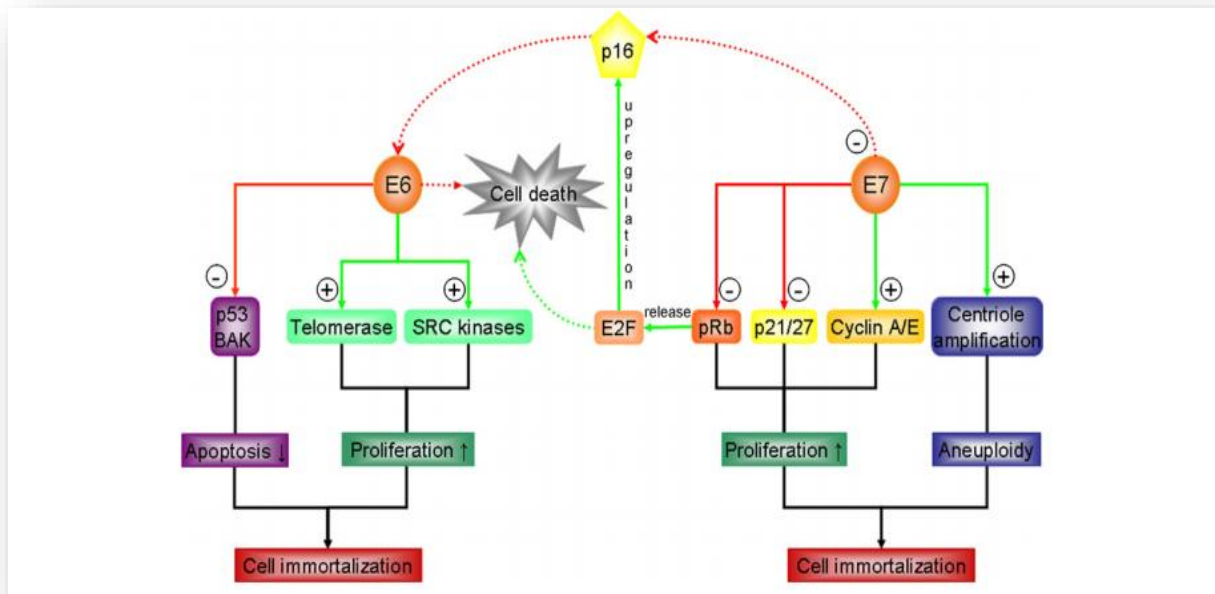 p16
upregulation
E6
E7
Cell death
-
-
+
+
-
-
+
+
p53
BAK
Telomerase
SRC kinases
E2F
release
pRb
p21/27
Cyclin A/E
Centriole
amplification
Apoptosis ↓
Proliferation ↑
Proliferation ↑
Aneuploidy
Cell immortalization
Cell immortalization